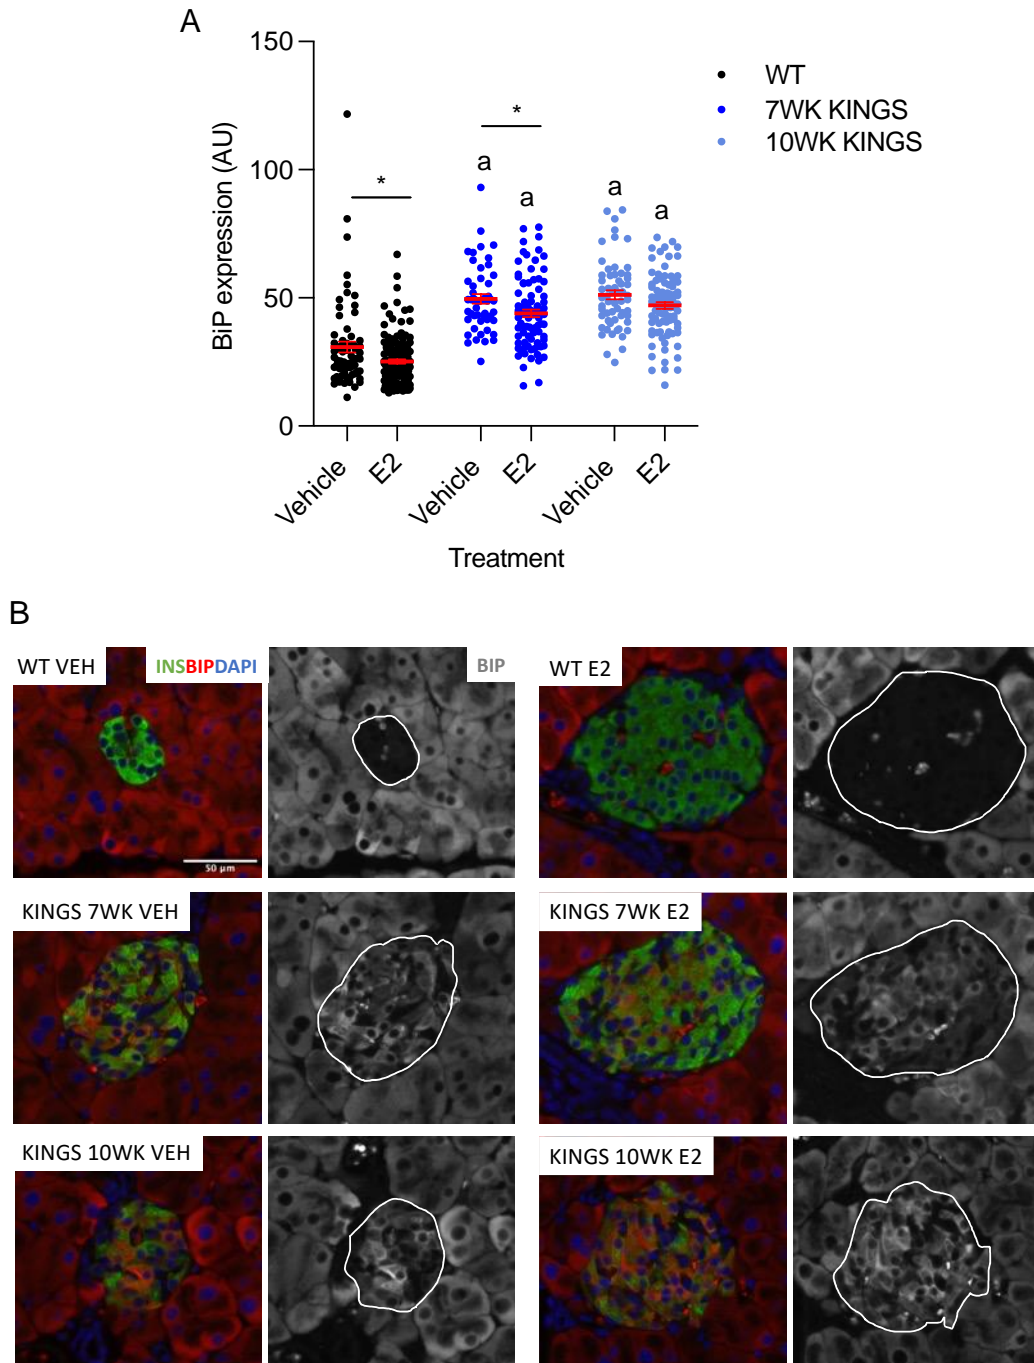 A
150
100
50
0
BiP expression (AU)
*
*
a
a
a
a
WT
7WK KINGS
10WK KINGS
Vehicle
E2
Vehicle
E2
Vehicle
E2
Treatment
B
WT VEH
INSBIPDAPI
BIP
WT E2
50 µm
KINGS 7WK VEH
KINGS 7WK E2
KINGS 10WK VEH
KINGS 10WK E2